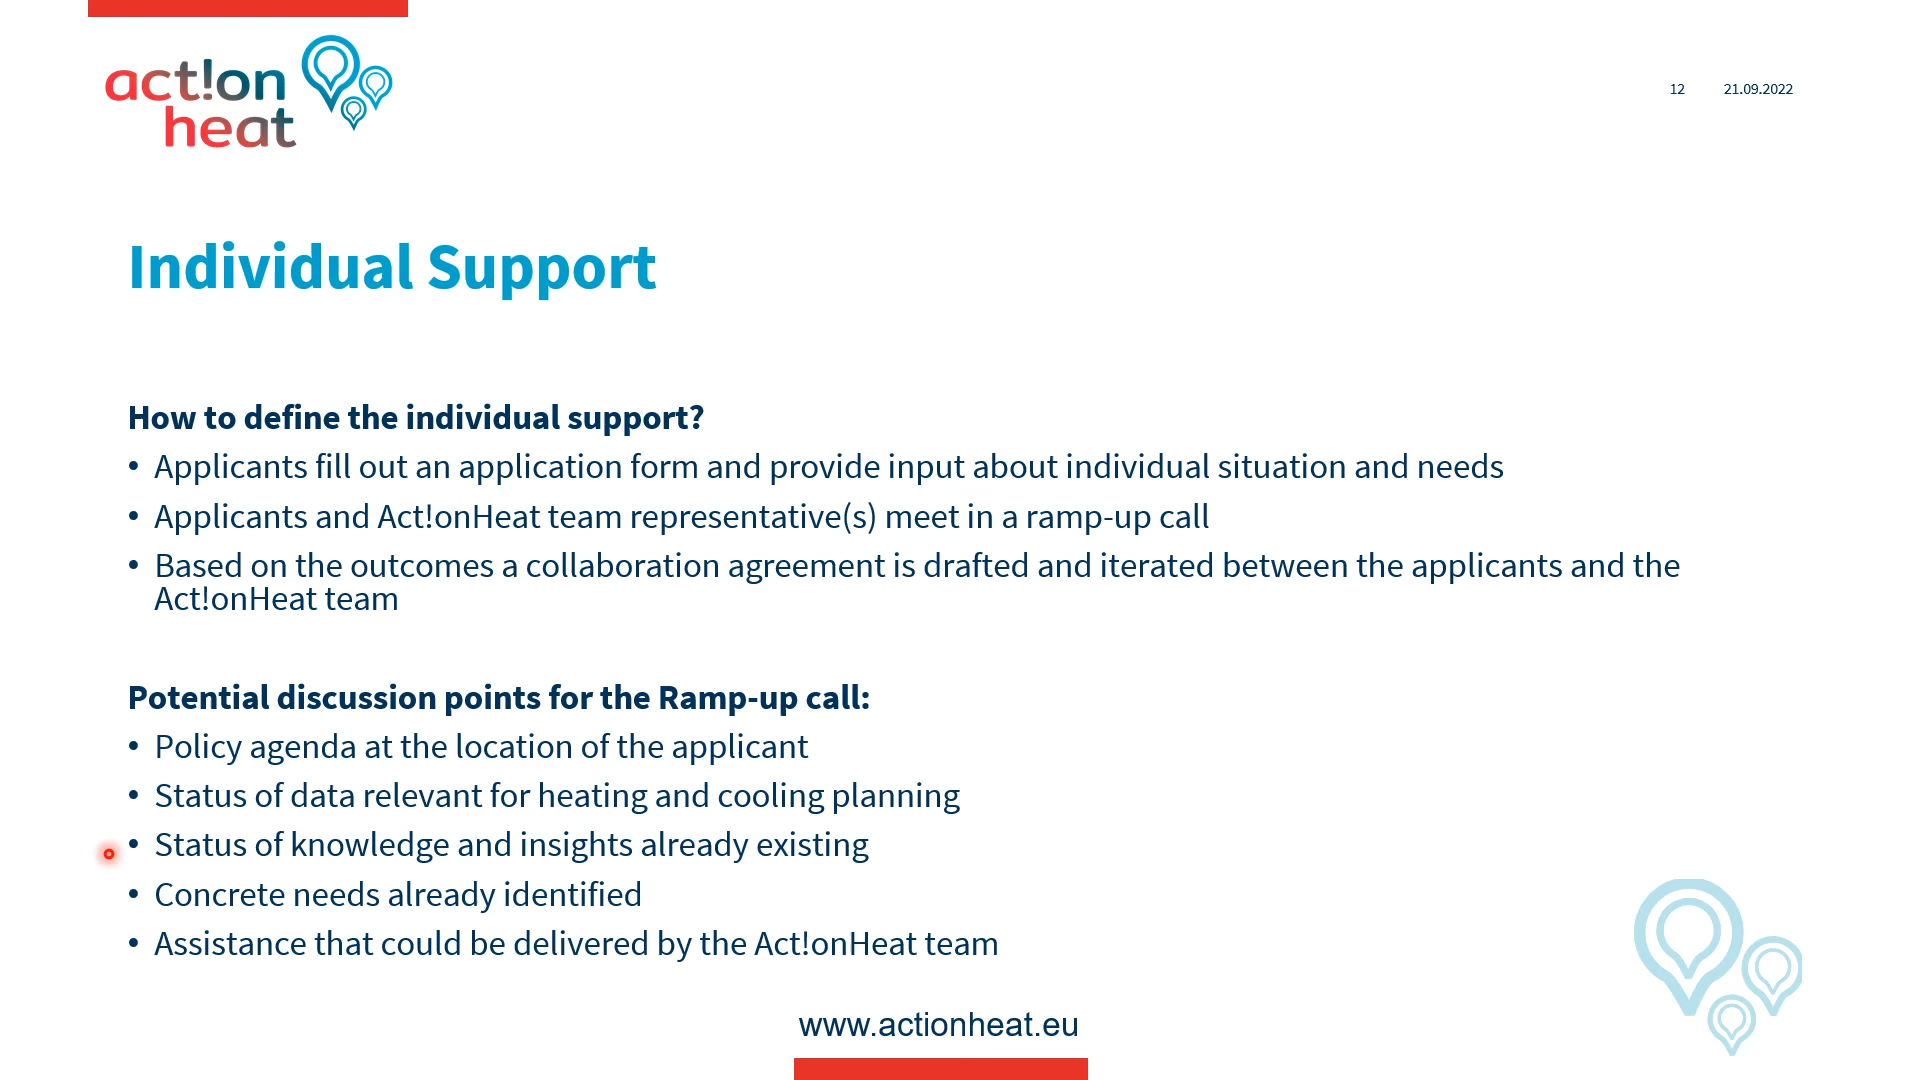 act!on
heat
12 21.09.2022
Individual Support
How to define the individual support?
• Applicants fill out an application form and provide input about individual situation and needs
• Applicants and Act!onHeat team representative(s) meet in a ramp-up call
• Based on the outcomes a collaboration agreement is drafted and iterated between the applicants and the
Act!onHeat team
Potential discussion points for the Ramp-up call:
• Policy agenda at the location of the applicant
• Status of data relevant for heating and cooling planning
• Status of knowledge and insights already existing
• Concrete needs already identified
• Assistance that could be delivered by the Act!onHeat team
www.actionheat.eu